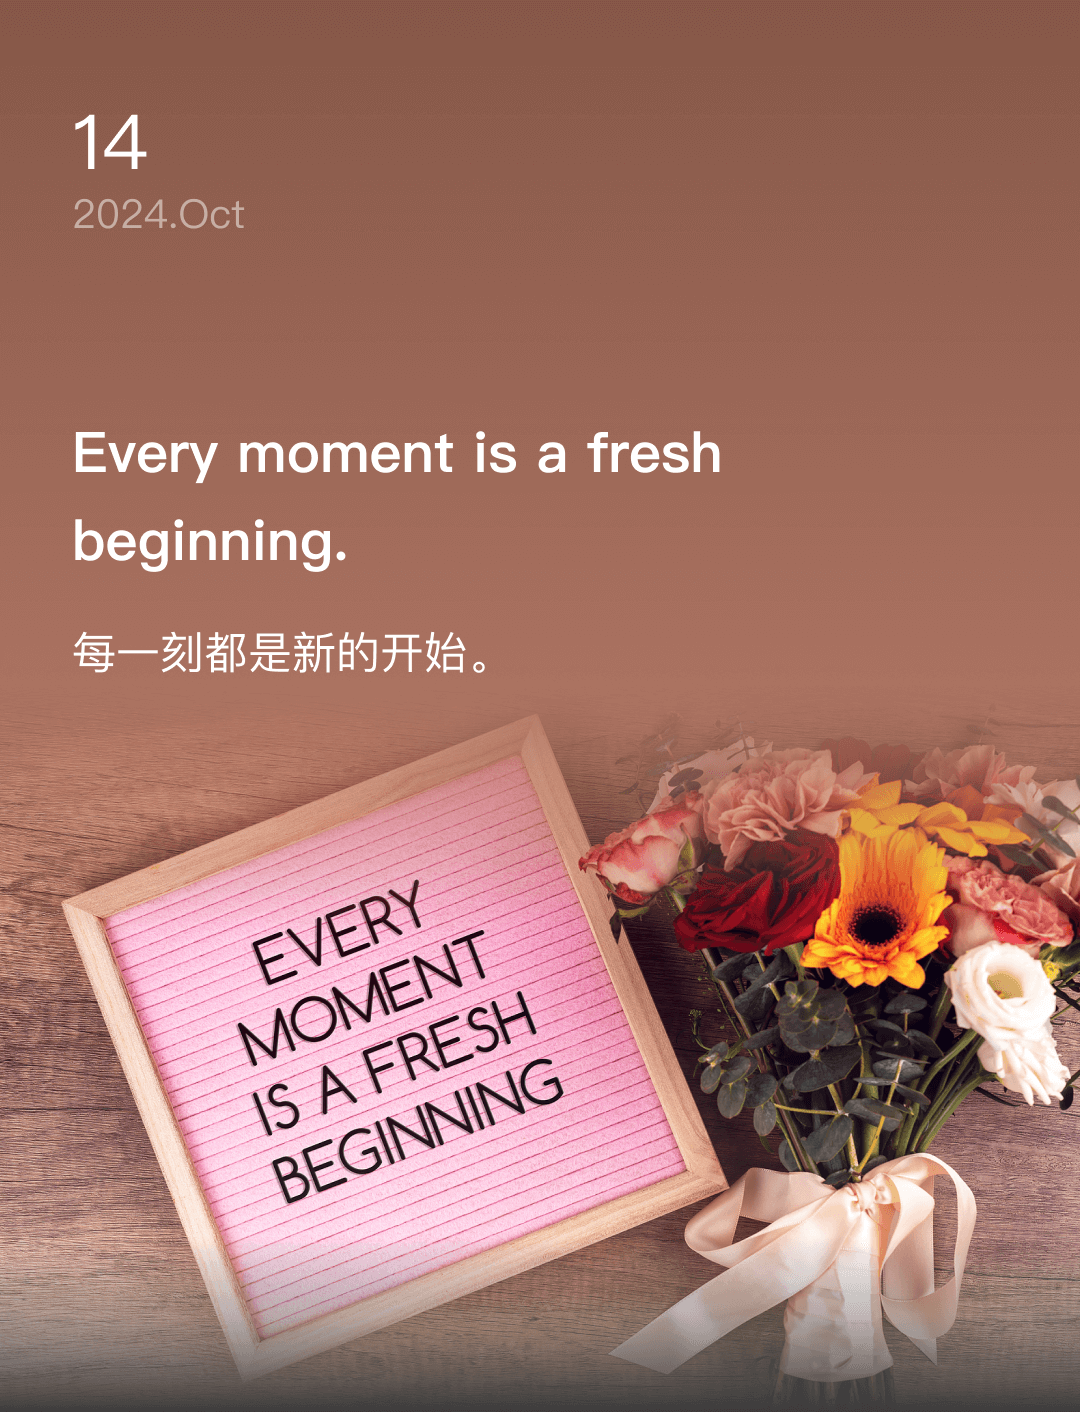 14
2024.Oct
Every moment is a fresh
beginning.
每一刻都是新的开始。
EVERY
MOMENT
IS A FRESH
BEGINNING